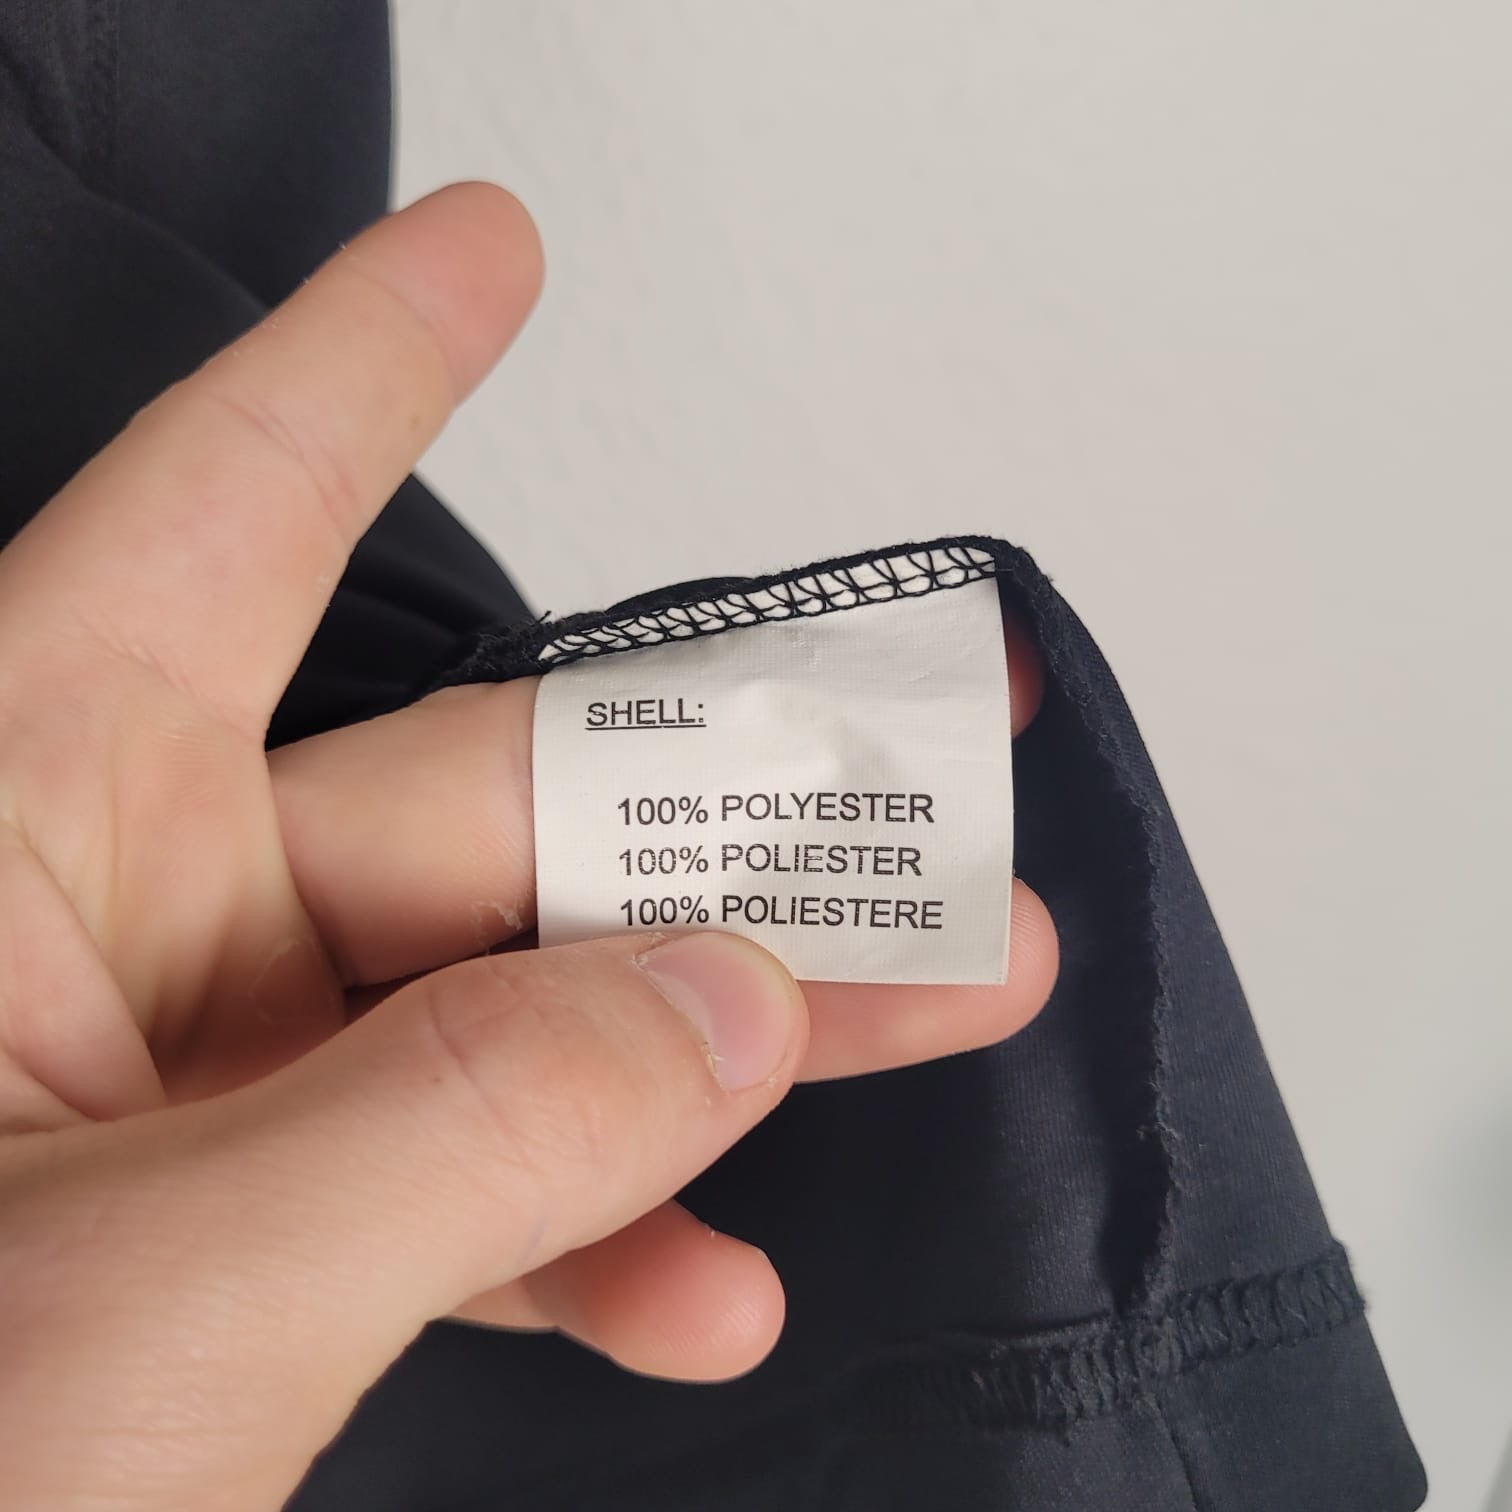 SHELL:
100% POLYESTER
100% POLIESTER
100% POLIESTERE